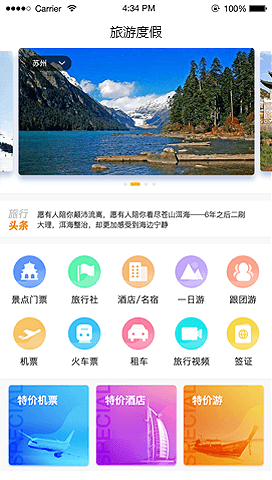 Carrier 4:34 PM 100%
旅游度假
苏州
旅行 愿有人陪你颠沛流离，愿有人陪你看尽苍山洱海——6年之后二刷
头条 大理，洱海整治，却更加感受到海边宁静
景点门票 旅行社 酒店/名宿 一日游 跟团游
机票 火车票 租车 旅行视频 签证
特价机票 特价酒店 特价游
SPECIAL SPECIAL SPECIAL